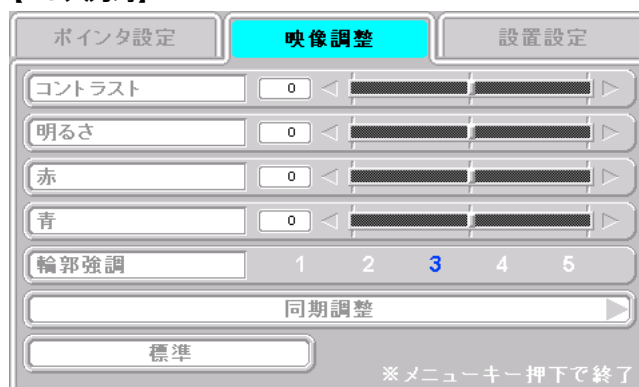 ポインタ設定 映像調整 設置設定
コントラスト 0
明るさ 0
赤 0
青 0
輪郭強調 1 2 3 4 5
同期調整
標準
※メニューキー押下で終了